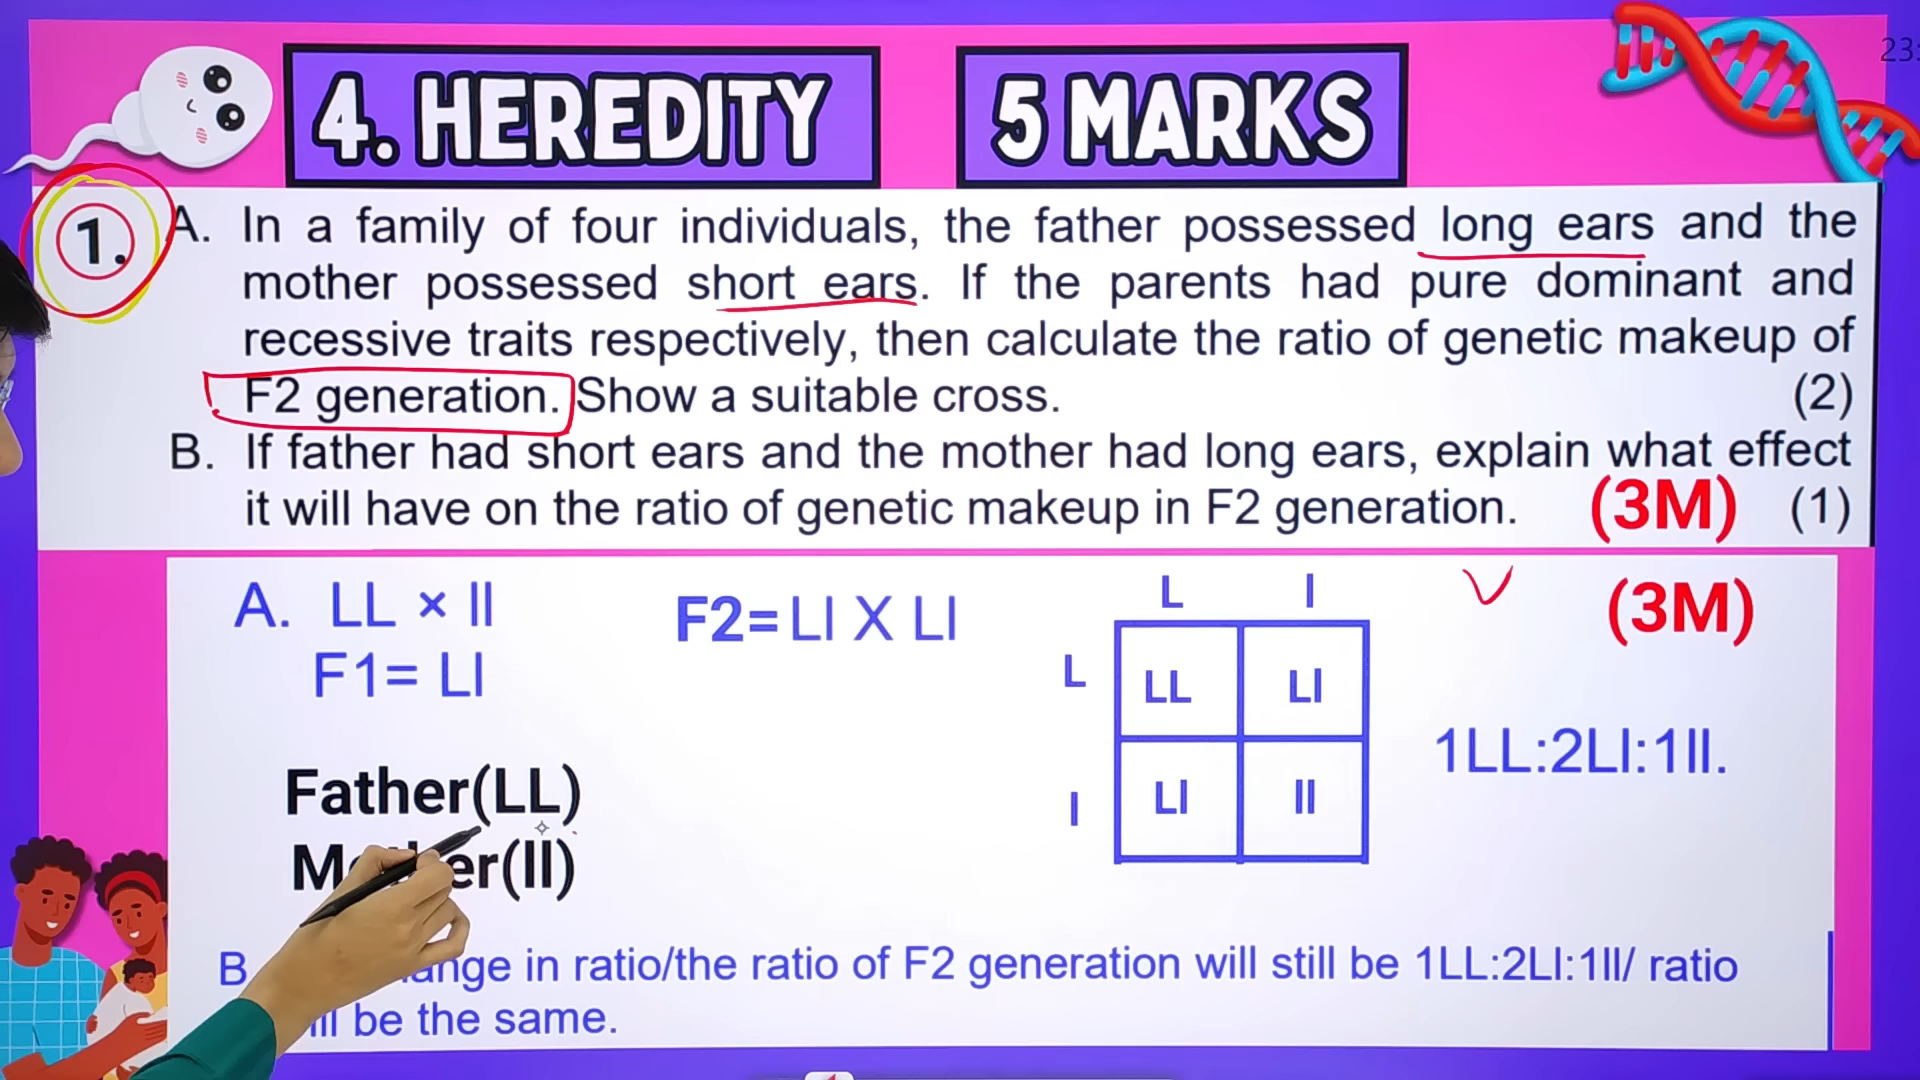 23:
4. HEREDITY
5 MARKS
1.
A. In a family of four individuals, the father possessed long ears and the
mother possessed short ears. If the parents had pure dominant and
recessive traits respectively, then calculate the ratio of genetic makeup of
F2 generation. Show a suitable cross. (2)
B. If father had short ears and the mother had long ears, explain what effect
it will have on the ratio of genetic makeup in F2 generation. (3M) (1)
A. LL × ll
F1= Ll
F2= Ll X Ll
L l
L LL Ll
l Ll ll
(3M)
1LL:2Ll:1ll.
Father(LL)
er(ll)
B
ange in ratio/the ratio of F2 generation will still be 1LL:2Ll:1ll/ ratio
ill be the same.